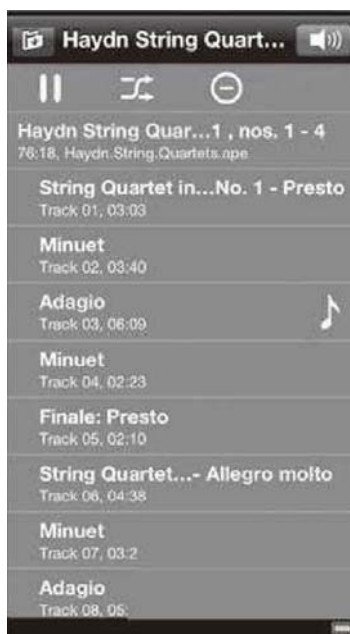 Haydn String Quart...
Haydn String Quar...1 , nos. 1 - 4
76:18, Haydn.String.Quartets.ape
String Quartet in...No. 1 - Presto
Track 01, 03:03
Minuet
Track 02, 03:40
Adagio
Track 03, 06:09
Minuet
Track 04, 02:23
Finale: Presto
Track 05, 02:10
String Quartet...- Allegro molto
Track 06, 04:38
Minuet
Track 07, 03:2
Adagio
Track 08, 05: